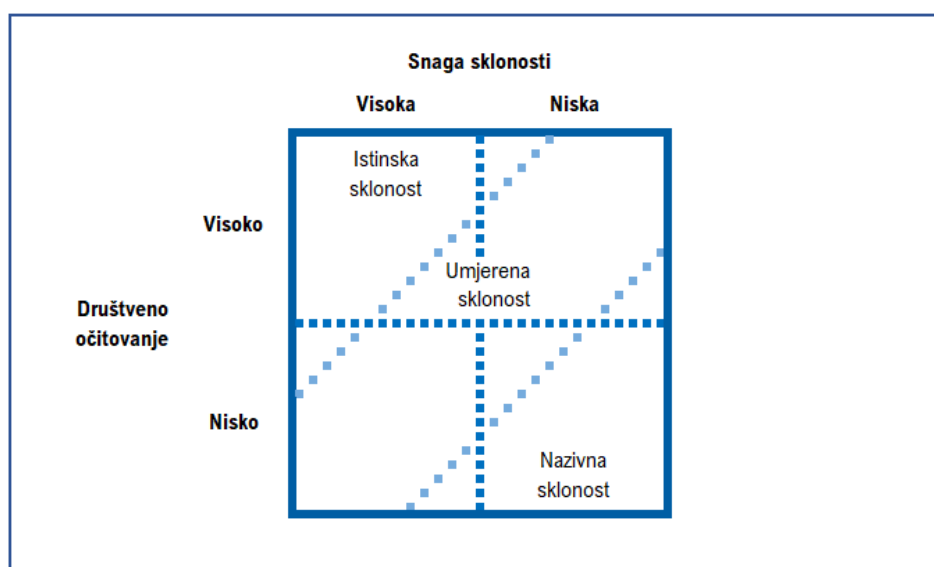 Snaga sklonosti
Visoka Niska
Istinska
sklonost
Visoko
Umjerena
sklonost
Društveno
očitovanje
Nisko
Nazivna
sklonost